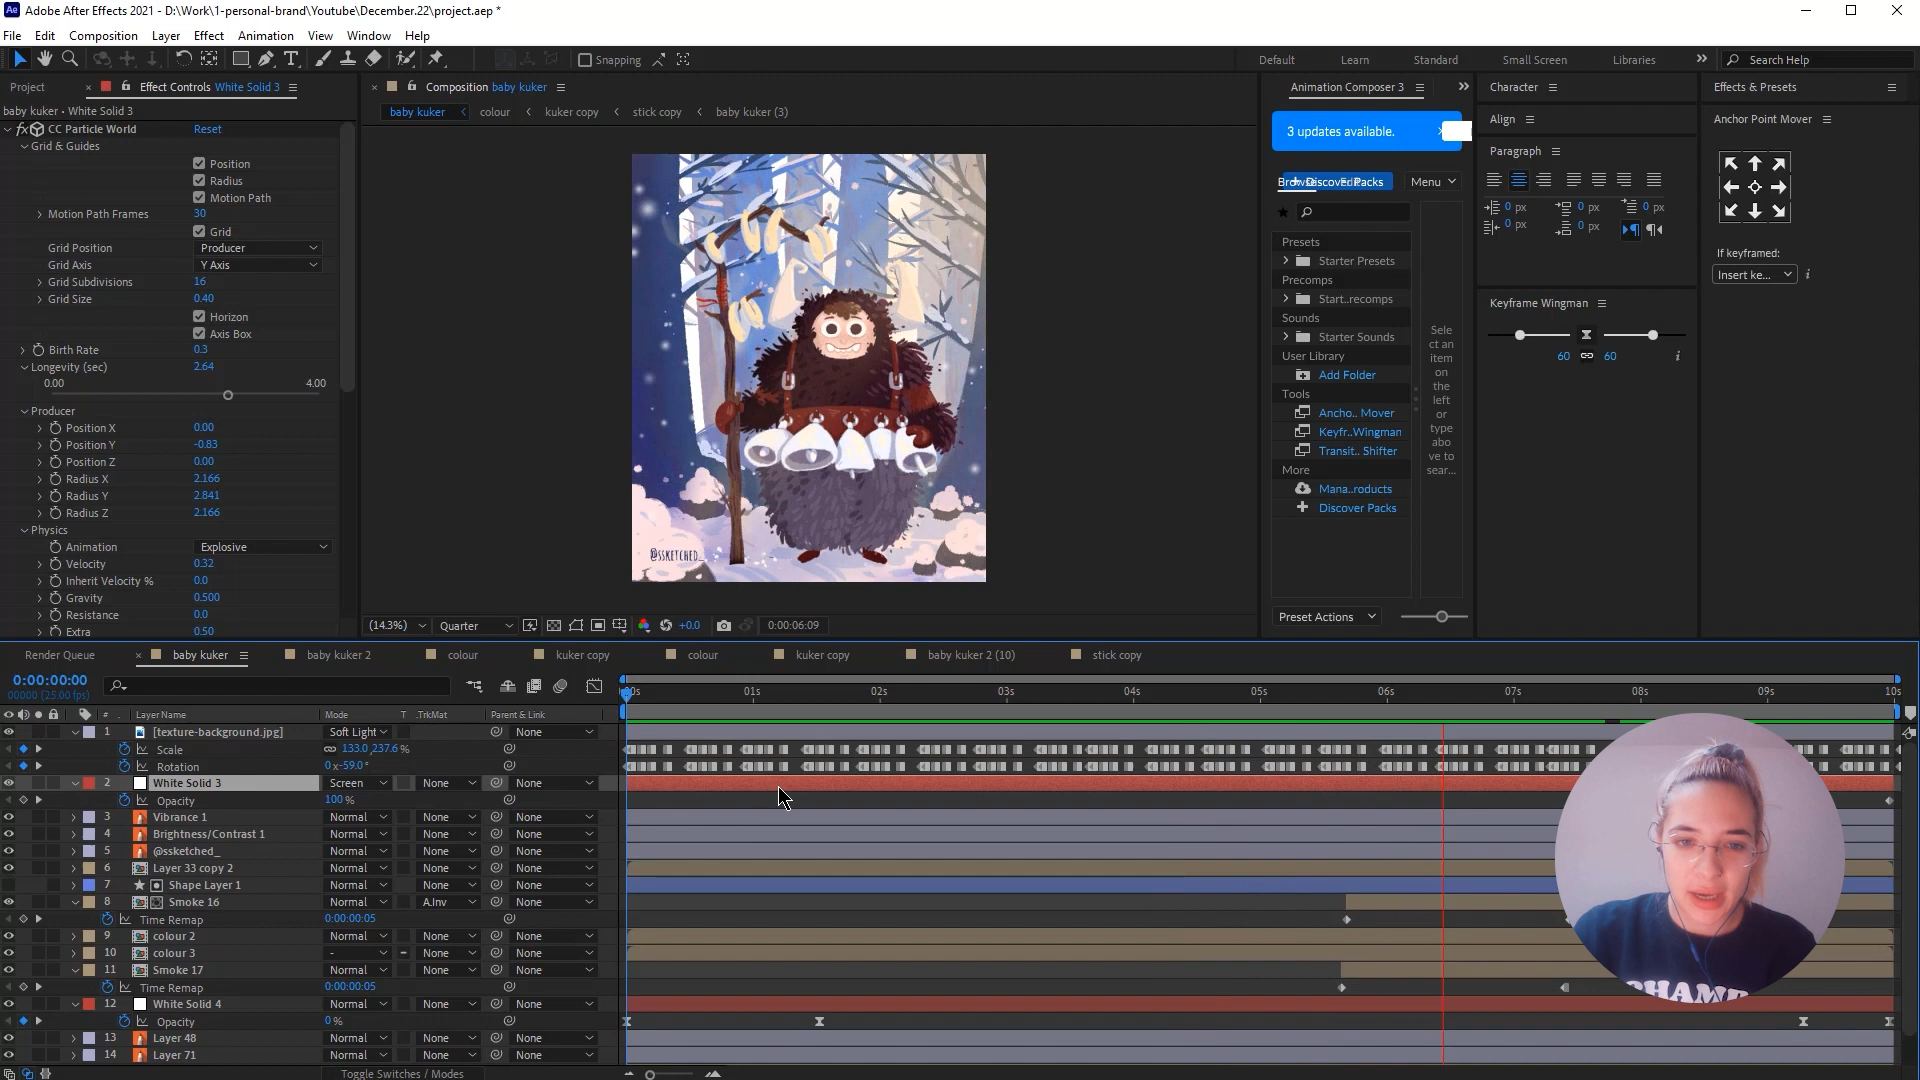 Adobe After Effects 2021 - D:\Work\1-personal-brand\Youtube\December.22\project.aep *
File Edit Composition Layer Effect Animation View Window Help
Snapping
Default Learn Standard Small Screen Libraries Search Help
Project Effect Controls White Solid 3
baby kuker • White Solid 3
fx CC Particle World Reset
Grid & Guides
Position
Radius
Motion Path
Motion Path Frames 30
Grid
Grid Position Producer
Grid Axis Y Axis
Grid Subdivisions 16
Grid Size 0.40
Horizon
Axis Box
Birth Rate 0.3
Longevity (sec) 2.64
0.00 4.00
Producer
Position X 0.00
Position Y -0.83
Position Z 0.00
Radius X 2.166
Radius Y 2.841
Radius Z 2.166
Physics
Animation Explosive
Velocity 0.32
Inherit Velocity % 0.0
Gravity 0.500
Resistance 0.0
Extra 0.50
Composition baby kuker
baby kuker colour kuker copy stick copy baby kuker (3)
@SSKETCHED_
(14.3%) Quarter +0.0 0:00:06:09
Animation Composer 3
3 updates available.
Discover Packs Menu
Presets
Starter Presets
Precomps
Start..recomps
Sounds
Starter Sounds
User Library
Add Folder
Tools
Ancho.. Mover
Keyfr..Wingman
Transit.. Shifter
More
Mana..roducts
Discover Packs
Sele
ct an
item
on
the
left
or
type
abo
ve to
sear...
Preset Actions
Character
Align
Paragraph
0 px 0 px 0 px
0 px 0 px
Keyframe Wingman
60 60
Effects & Presets
Anchor Point Mover
If keyframed:
Insert ke...
Render Queue baby kuker baby kuker 2 colour kuker copy colour kuker copy baby kuker 2 (10) stick copy
0:00:00:00
00000 (25.00 fps)
01s 02s 03s 04s 05s 06s 07s 08s 09s 10s
# Layer Name Mode T .TrkMat Parent & Link
1 [texture-background.jpg] Soft Light None
Scale 133.0,237.6 %
Rotation 0 x-59.0°
2 White Solid 3 Screen None None
Opacity 100 %
3 Vibrance 1 Normal None None
4 Brightness/Contrast 1 Normal None None
5 @ssketched_ Normal None None
6 Layer 33 copy 2 Normal None None
7 Shape Layer 1 Normal None None
8 Smoke 16 Normal A.Inv None
Time Remap 0:00:00:05
9 colour 2 Normal None None
10 colour 3 - None None
11 Smoke 17 Normal None None
Time Remap 0:00:00:05
12 White Solid 4 Normal None None
Opacity 0 %
13 Layer 48 Normal None None
14 Layer 71 Normal None None
Toggle Switches / Modes
CHAMP